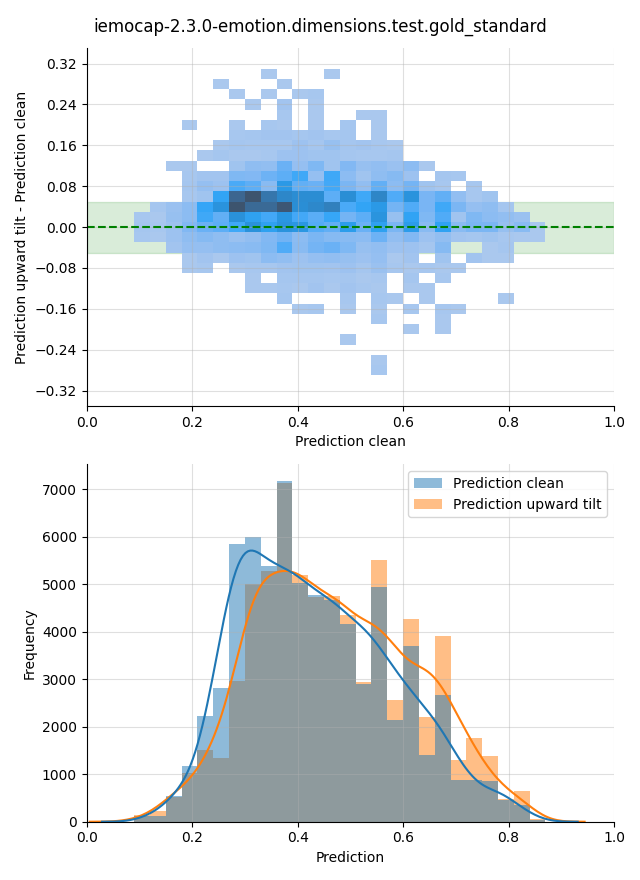 iemocap-2.3.0-emotion.dimensions.test.gold_standard
Prediction upward tilt - Prediction clean
0.32
0.24
0.16
0.08
0.00
−0.08
−0.16
−0.24
−0.32
0.0 0.2 0.4 0.6 0.8 1.0
Prediction clean
Prediction clean
Prediction upward tilt
Frequency
7000
6000
5000
4000
3000
2000
1000
0
0.0 0.2 0.4 0.6 0.8 1.0
Prediction